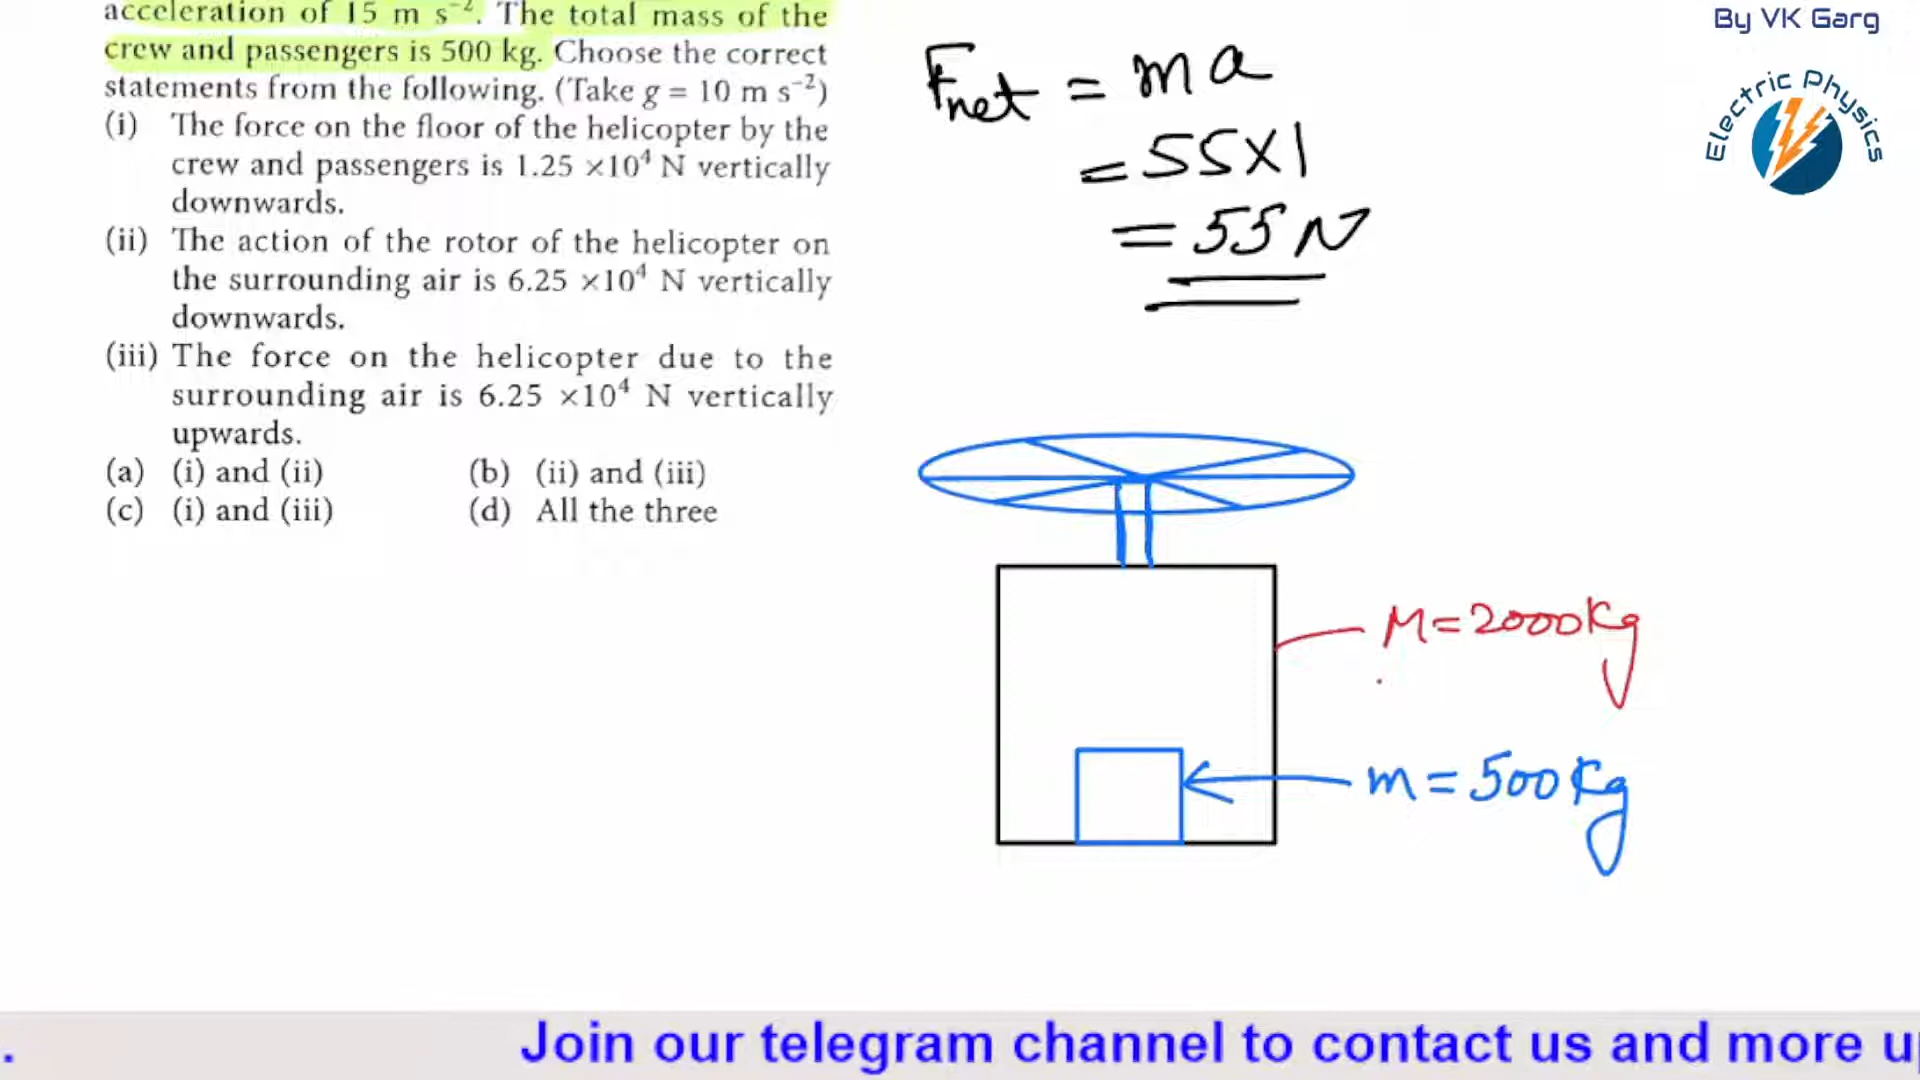 acceleration of 15 m s⁻². The total mass of the
crew and passengers is 500 kg. Choose the correct
statements from the following. (Take g = 10 m s⁻²)
(i) The force on the floor of the helicopter by the
crew and passengers is 1.25 ×10⁴ N vertically
downwards.
(ii) The action of the rotor of the helicopter on
the surrounding air is 6.25 ×10⁴ N vertically
downwards.
(iii) The force on the helicopter due to the
surrounding air is 6.25 ×10⁴ N vertically
upwards.
(a) (i) and (ii) (b) (ii) and (iii)
(c) (i) and (iii) (d) All the three
Fnet = ma
= 55×1
= 55 N
By VK Garg
Electric Physics
M = 2000 Kg
m = 500 Kg
. Join our telegram channel to contact us and more u